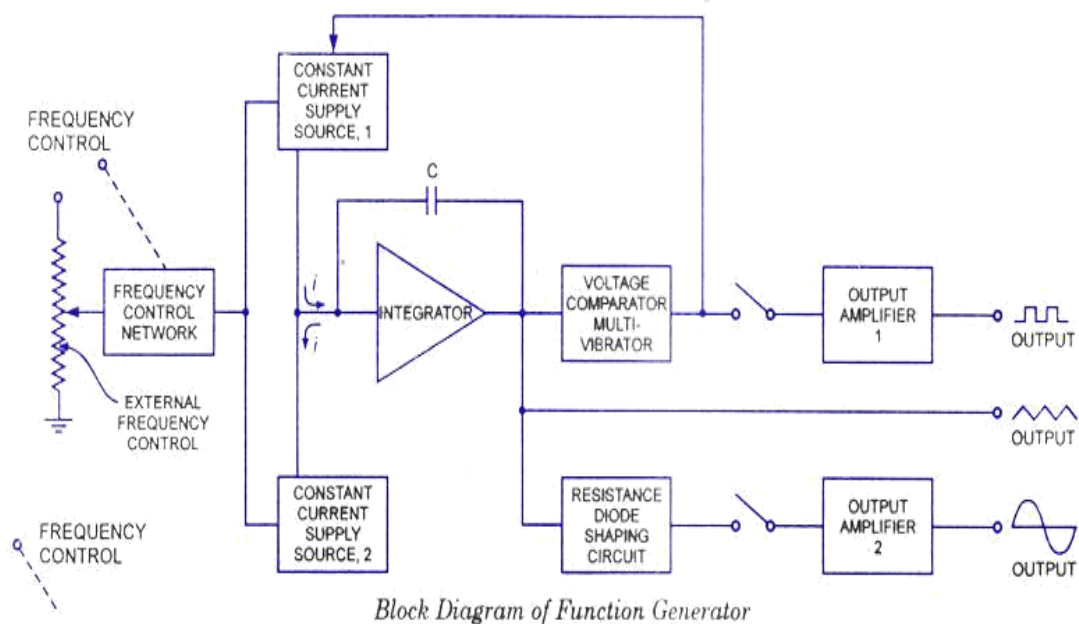 CONSTANT
CURRENT
SUPPLY
SOURCE, 1
FREQUENCY
CONTROL
C
FREQUENCY
CONTROL
NETWORK
i
i
INTEGRATOR
VOLTAGE
COMPARATOR
MULTI-
VIBRATOR
OUTPUT
AMPLIFIER
1
OUTPUT
EXTERNAL
FREQUENCY
CONTROL
OUTPUT
CONSTANT
CURRENT
SUPPLY
SOURCE, 2
RESISTANCE
DIODE
SHAPING
CIRCUIT
OUTPUT
AMPLIFIER
2
OUTPUT
FREQUENCY
CONTROL
Block Diagram of Function Generator